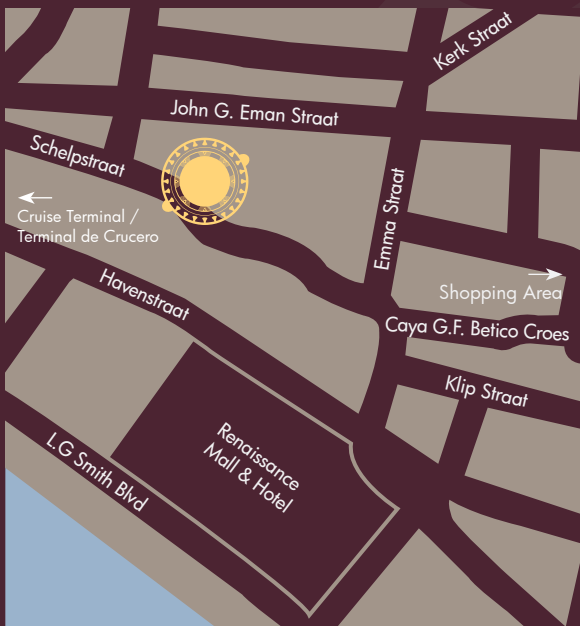 Kerk Straat
John G. Eman Straat
Schelpstraat
Cruise Terminal /
Terminal de Crucero
Emma Straat
Shopping Area
Havenstraat
Caya G.F. Betico Croes
Klip Straat
Renaissance
Mall & Hotel
L.G Smith Blvd